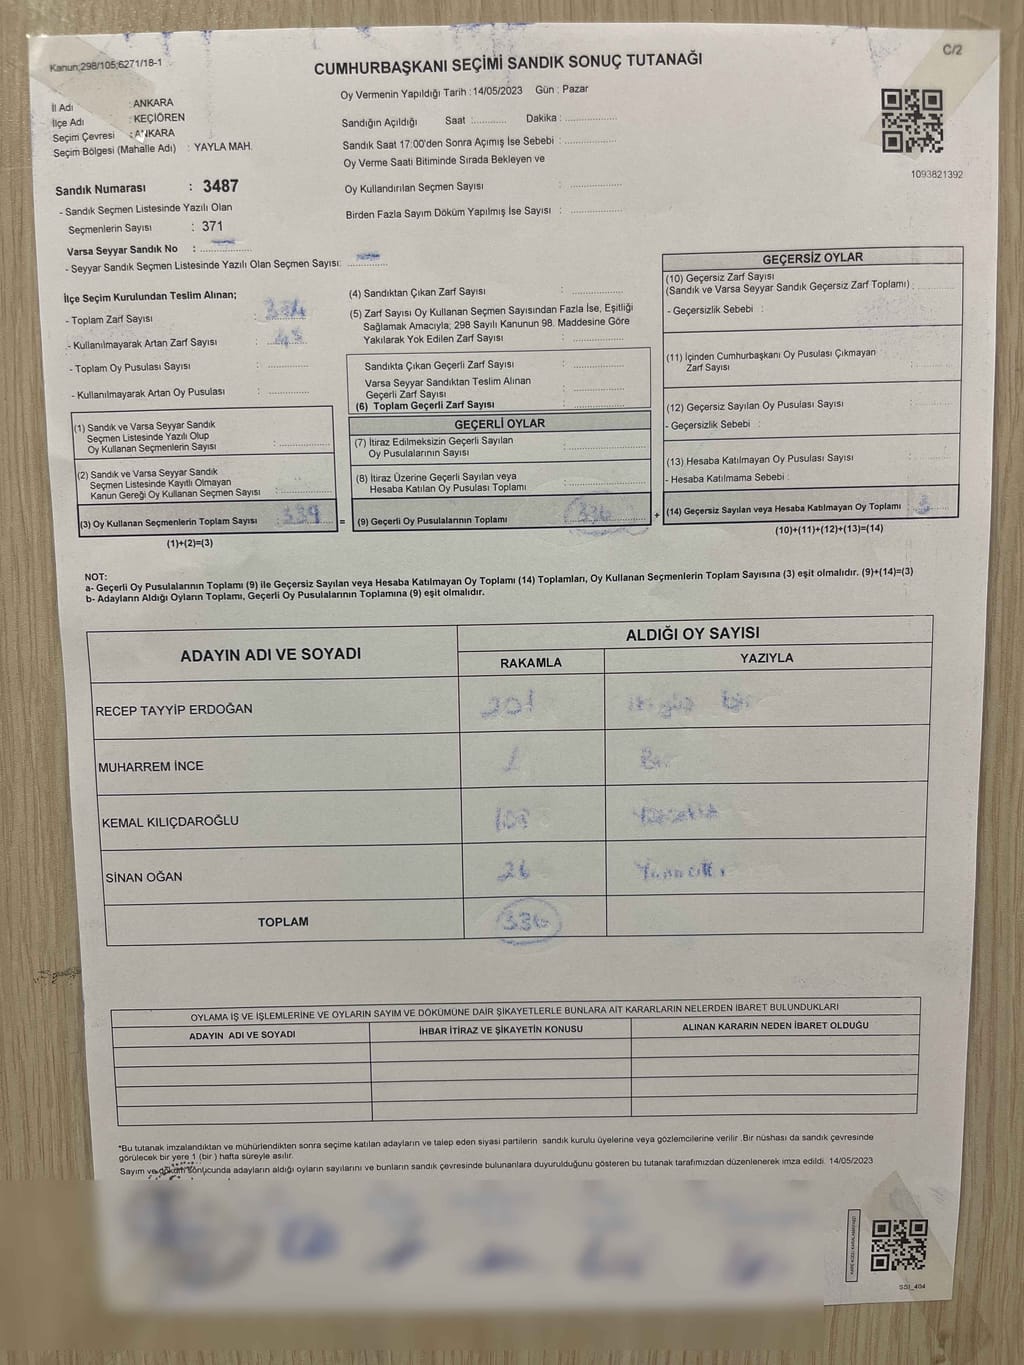 Kanun;298/105;6271/18-1
C/2
CUMHURBAŞKANI SEÇİMİ SANDIK SONUÇ TUTANAĞI
İl Adı : ANKARA
İlçe Adı : KEÇİÖREN
Seçim Çevresi : ANKARA
Seçim Bölgesi (Mahalle Adı) : YAYLA MAH.
Oy Vermenin Yapıldığı Tarih : 14/05/2023 Gün : Pazar
Sandığın Açıldığı Saat :............ Dakika : ..................
Sandık Saat 17:00'den Sonra Açımış İse Sebebi : ..................
Oy Verme Saati Bitiminde Sırada Bekleyen ve
Oy Kullandırılan Seçmen Sayısı : ..................
Birden Fazla Sayım Döküm Yapılmış İse Sayısı : ..................
1093821392
Sandık Numarası : 3487
- Sandık Seçmen Listesinde Yazılı Olan
Seçmenlerin Sayısı : 371
Varsa Seyyar Sandık No : ..................
- Seyyar Sandık Seçmen Listesinde Yazılı Olan Seçmen Sayısı: ..............
İlçe Seçim Kurulundan Teslim Alınan;
- Toplam Zarf Sayısı :
- Kullanılmayarak Artan Zarf Sayısı :
- Toplam Oy Pusulası Sayısı : ..............
- Kullanılmayarak Artan Oy Pusulası : ..............
(1) Sandık ve Varsa Seyyar Sandık
Seçmen Listesinde Yazılı Olup
Oy Kullanan Seçmenlerin Sayısı : ..............
(2) Sandık ve Varsa Seyyar Sandık
Seçmen Listesinde Kayıtlı Olmayan
Kanun Gereği Oy Kullanan Seçmen Sayısı : ..............
(3) Oy Kullanan Seçmenlerin Toplam Sayısı : 339
(1)+(2)=(3)
(4) Sandıktan Çıkan Zarf Sayısı : ..............
(5) Zarf Sayısı Oy Kullanan Seçmen Sayısından Fazla İse, Eşitliği
Sağlamak Amacıyla; 298 Sayılı Kanunun 98. Maddesine Göre
Yakılarak Yok Edilen Zarf Sayısı : ..............
Sandıkta Çıkan Geçerli Zarf Sayısı : ..............
Varsa Seyyar Sandıktan Teslim Alınan
Geçerli Zarf Sayısı : ..............
(6) Toplam Geçerli Zarf Sayısı : ..............
GEÇERLİ OYLAR
(7) İtiraz Edilmeksizin Geçerli Sayılan
Oy Pusulalarının Sayısı : ..............
(8) İtiraz Üzerine Geçerli Sayılan veya
Hesaba Katılan Oy Pusulası Toplamı : ..............
= (9) Geçerli Oy Pusulalarının Toplamı : 336
GEÇERSİZ OYLAR
(10) Geçersiz Zarf Sayısı
(Sandık ve Varsa Seyyar Sandık Geçersiz Zarf Toplamı) :
- Geçersizlik Sebebi :
(11) İçinden Cumhurbaşkanı Oy Pusulası Çıkmayan
Zarf Sayısı :
(12) Geçersiz Sayılan Oy Pusulası Sayısı :
- Geçersizlik Sebebi :
(13) Hesaba Katılmayan Oy Pusulası Sayısı :
- Hesaba Katılmama Sebebi :
+ (14) Geçersiz Sayılan veya Hesaba Katılmayan Oy Toplamı : 3
(10)+(11)+(12)+(13)=(14)
NOT:
a- Geçerli Oy Pusulalarının Toplamı (9) ile Geçersiz Sayılan veya Hesaba Katılmayan Oy Toplamı (14) Toplamları, Oy Kullanan Seçmenlerin Toplam Sayısına (3) eşit olmalıdır. (9)+(14)=(3)
b- Adayların Aldığı Oyların Toplamı, Geçerli Oy Pusulalarının Toplamına (9) eşit olmalıdır.
ADAYIN ADI VE SOYADI
ALDIĞI OY SAYISI
RAKAMLA
YAZIYLA
RECEP TAYYİP ERDOĞAN 201
MUHARREM İNCE 1 Bir
KEMAL KILIÇDAROĞLU 108
SİNAN OĞAN 26 Yirmi altı
TOPLAM 336
OYLAMA İŞ VE İŞLEMLERİNE VE OYLARIN SAYIM VE DÖKÜMÜNE DAİR ŞİKAYETLERLE BUNLARA AİT KARARLARIN NELERDEN İBARET BULUNDUKLARI
ADAYIN ADI VE SOYADI
İHBAR İTİRAZ VE ŞİKAYETİN KONUSU
ALINAN KARARIN NEDEN İBARET OLDUĞU
*Bu tutanak imzalandıktan ve mühürlendikten sonra seçime katılan adayların ve talep eden siyasi partilerin sandık kurulu üyelerine veya gözlemcilerine verilir .Bir nüshası da sandık çevresinde
görülecek bir yere 1 (bir ) hafta süreyle asılır.
Sayım ve döküm sonucunda adayların aldığı oyların sayılarını ve bunların sandık çevresinde bulunanlara duyurulduğunu gösteren bu tutanak tarafımızdan düzenlenerek imza edildi. 14/05/2023